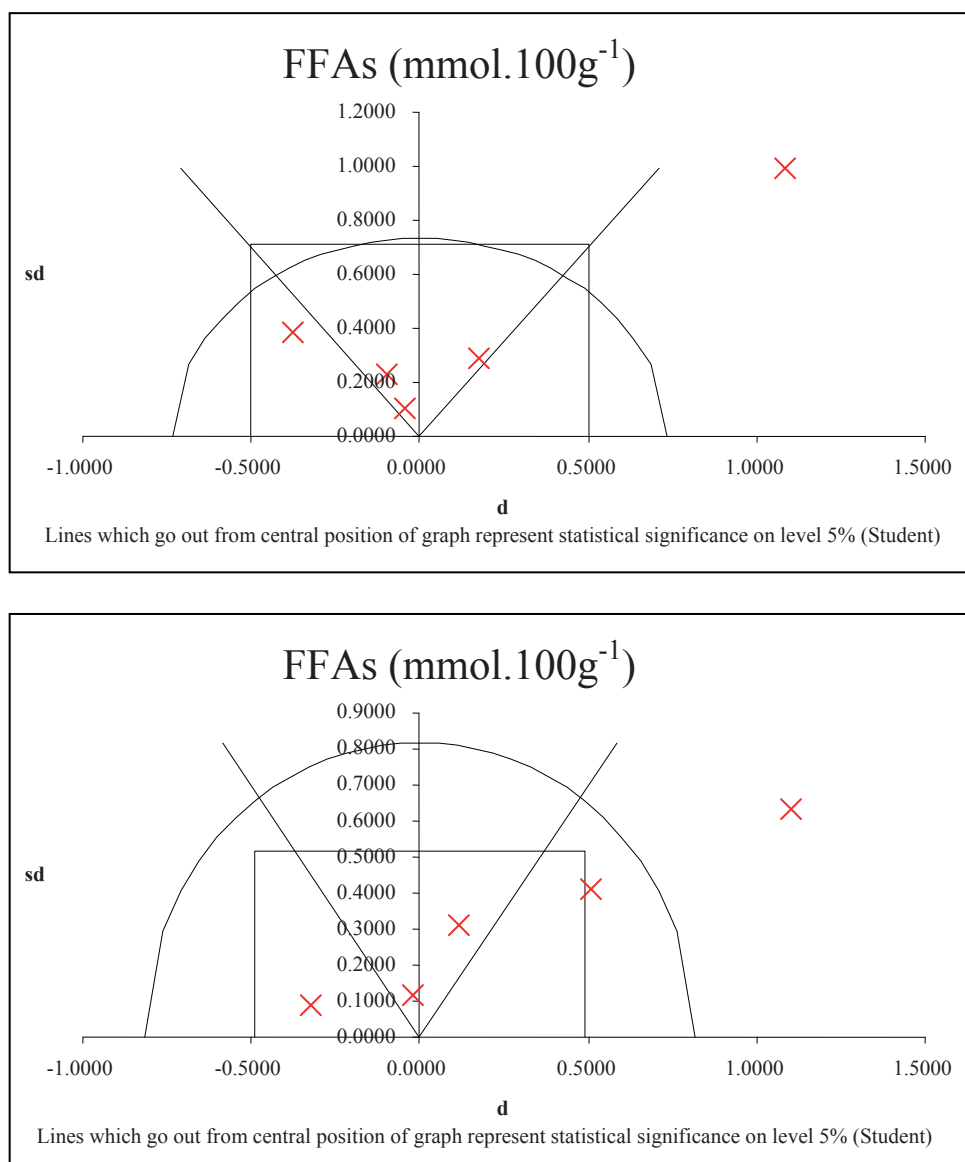 FFAs (mmol.100g⁻¹)
1.2000
1.0000
0.8000
0.6000
0.4000
0.2000
0.0000
sd
-1.0000 -0.5000 0.0000 0.5000 1.0000 1.5000
d
Lines which go out from central position of graph represent statistical significance on level 5% (Student)
FFAs (mmol.100g⁻¹)
0.9000
0.8000
0.7000
0.6000
0.5000
0.4000
0.3000
0.2000
0.1000
0.0000
sd
-1.0000 -0.5000 0.0000 0.5000 1.0000 1.5000
d
Lines which go out from central position of graph represent statistical significance on level 5% (Student)